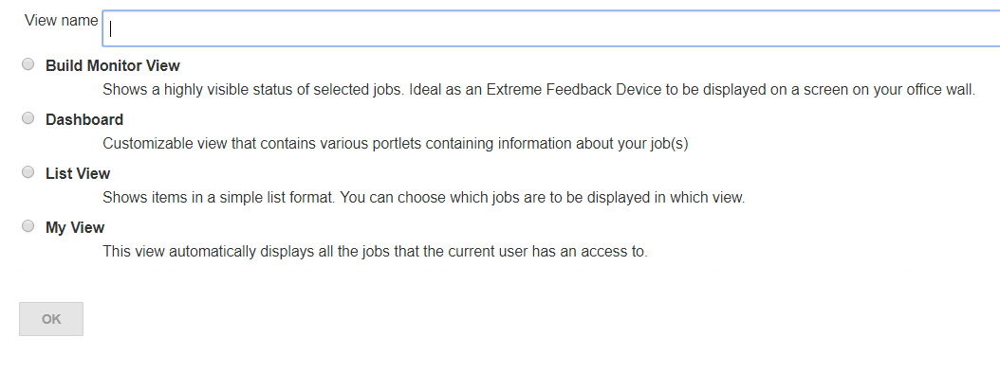 View name
Build Monitor View
Shows a highly visible status of selected jobs. Ideal as an Extreme Feedback Device to be displayed on a screen on your office wall.
Dashboard
Customizable view that contains various portlets containing information about your job(s)
List View
Shows items in a simple list format. You can choose which jobs are to be displayed in which view.
My View
This view automatically displays all the jobs that the current user has an access to.
OK